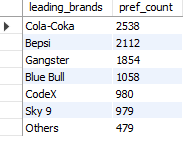 leading_brands pref_count
Cola-Coka 2538
Bepsi 2112
Gangster 1854
Blue Bull 1058
CodeX 980
Sky 9 979
Others 479